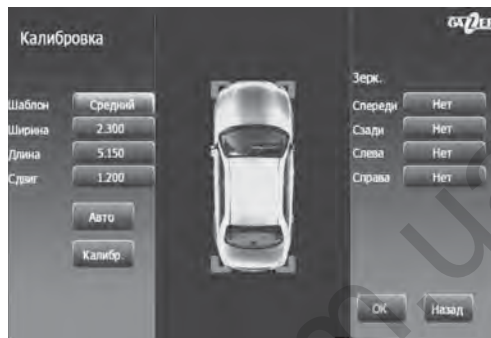 GAZER
Калибровка
Шаблон Средний
Ширина 2.300
Длина 5.150
Сдвиг 1.200
Авто
Калибр.
Зерк.
Спереди Нет
Сзади Нет
Слева Нет
Справа Нет
OK Назад